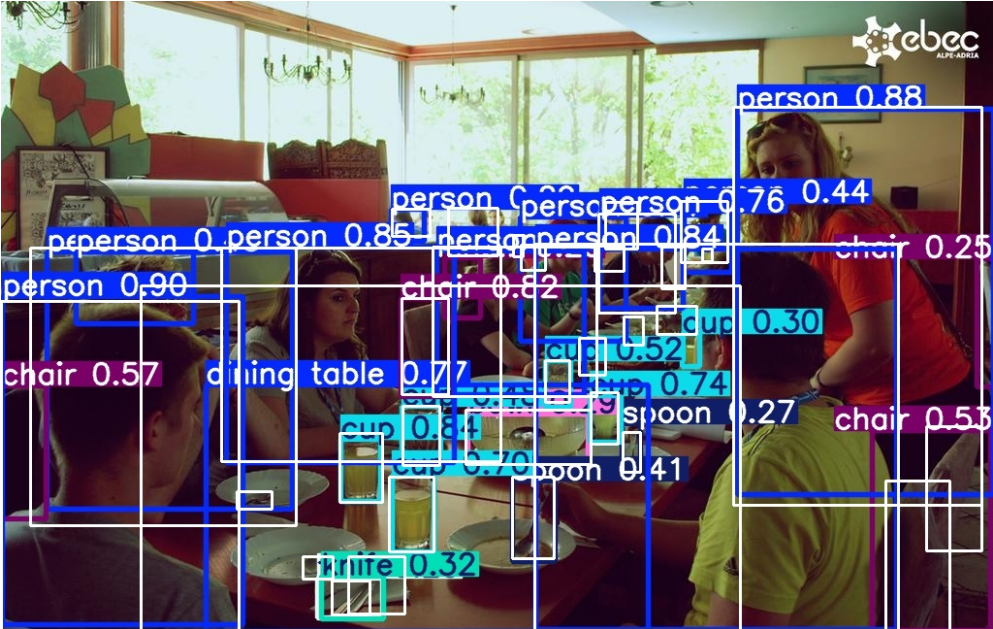 ebec
ALPE-ADRIA
person 0.88
person 0.44
person
person
person 0.76
person
person 0.85
person 0.84
chair 0.25
person 0.90
chair 0.82
cup 0.30
cup 0.52
chair 0.57
dining table 0.77
cup 0.74
spoon 0.27
chair 0.53
cup 0.84
cup 0.70
spoon 0.41
knife 0.32